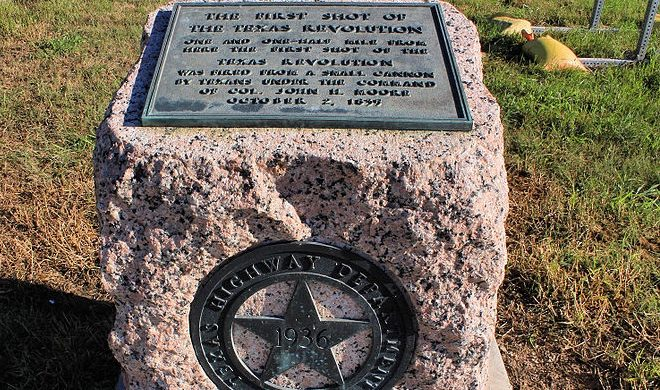 THE FIRST SHOT OF
THE TEXAS REVOLUTION
ONE AND ONE-HALF MILE FROM
HERE THE FIRST SHOT OF THE
TEXAS REVOLUTION
WAS FIRED FROM A SMALL CANNON
BY TEXANS UNDER THE COMMAND
OF COL. JOHN H. MOORE
OCTOBER 2, 1835
TEXAS HIGHWAY DEPARTMENT
1936